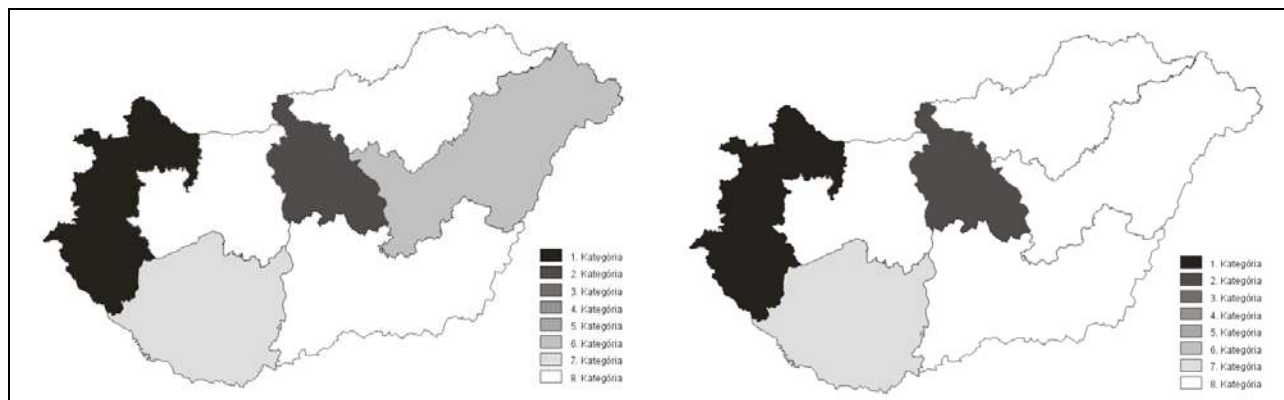 1. Kategória
2. Kategória
3. Kategória
4. Kategória
5. Kategória
6. Kategória
7. Kategória
8. Kategória
1. Kategória
2. Kategória
3. Kategória
4. Kategória
5. Kategória
6. Kategória
7. Kategória
8. Kategória